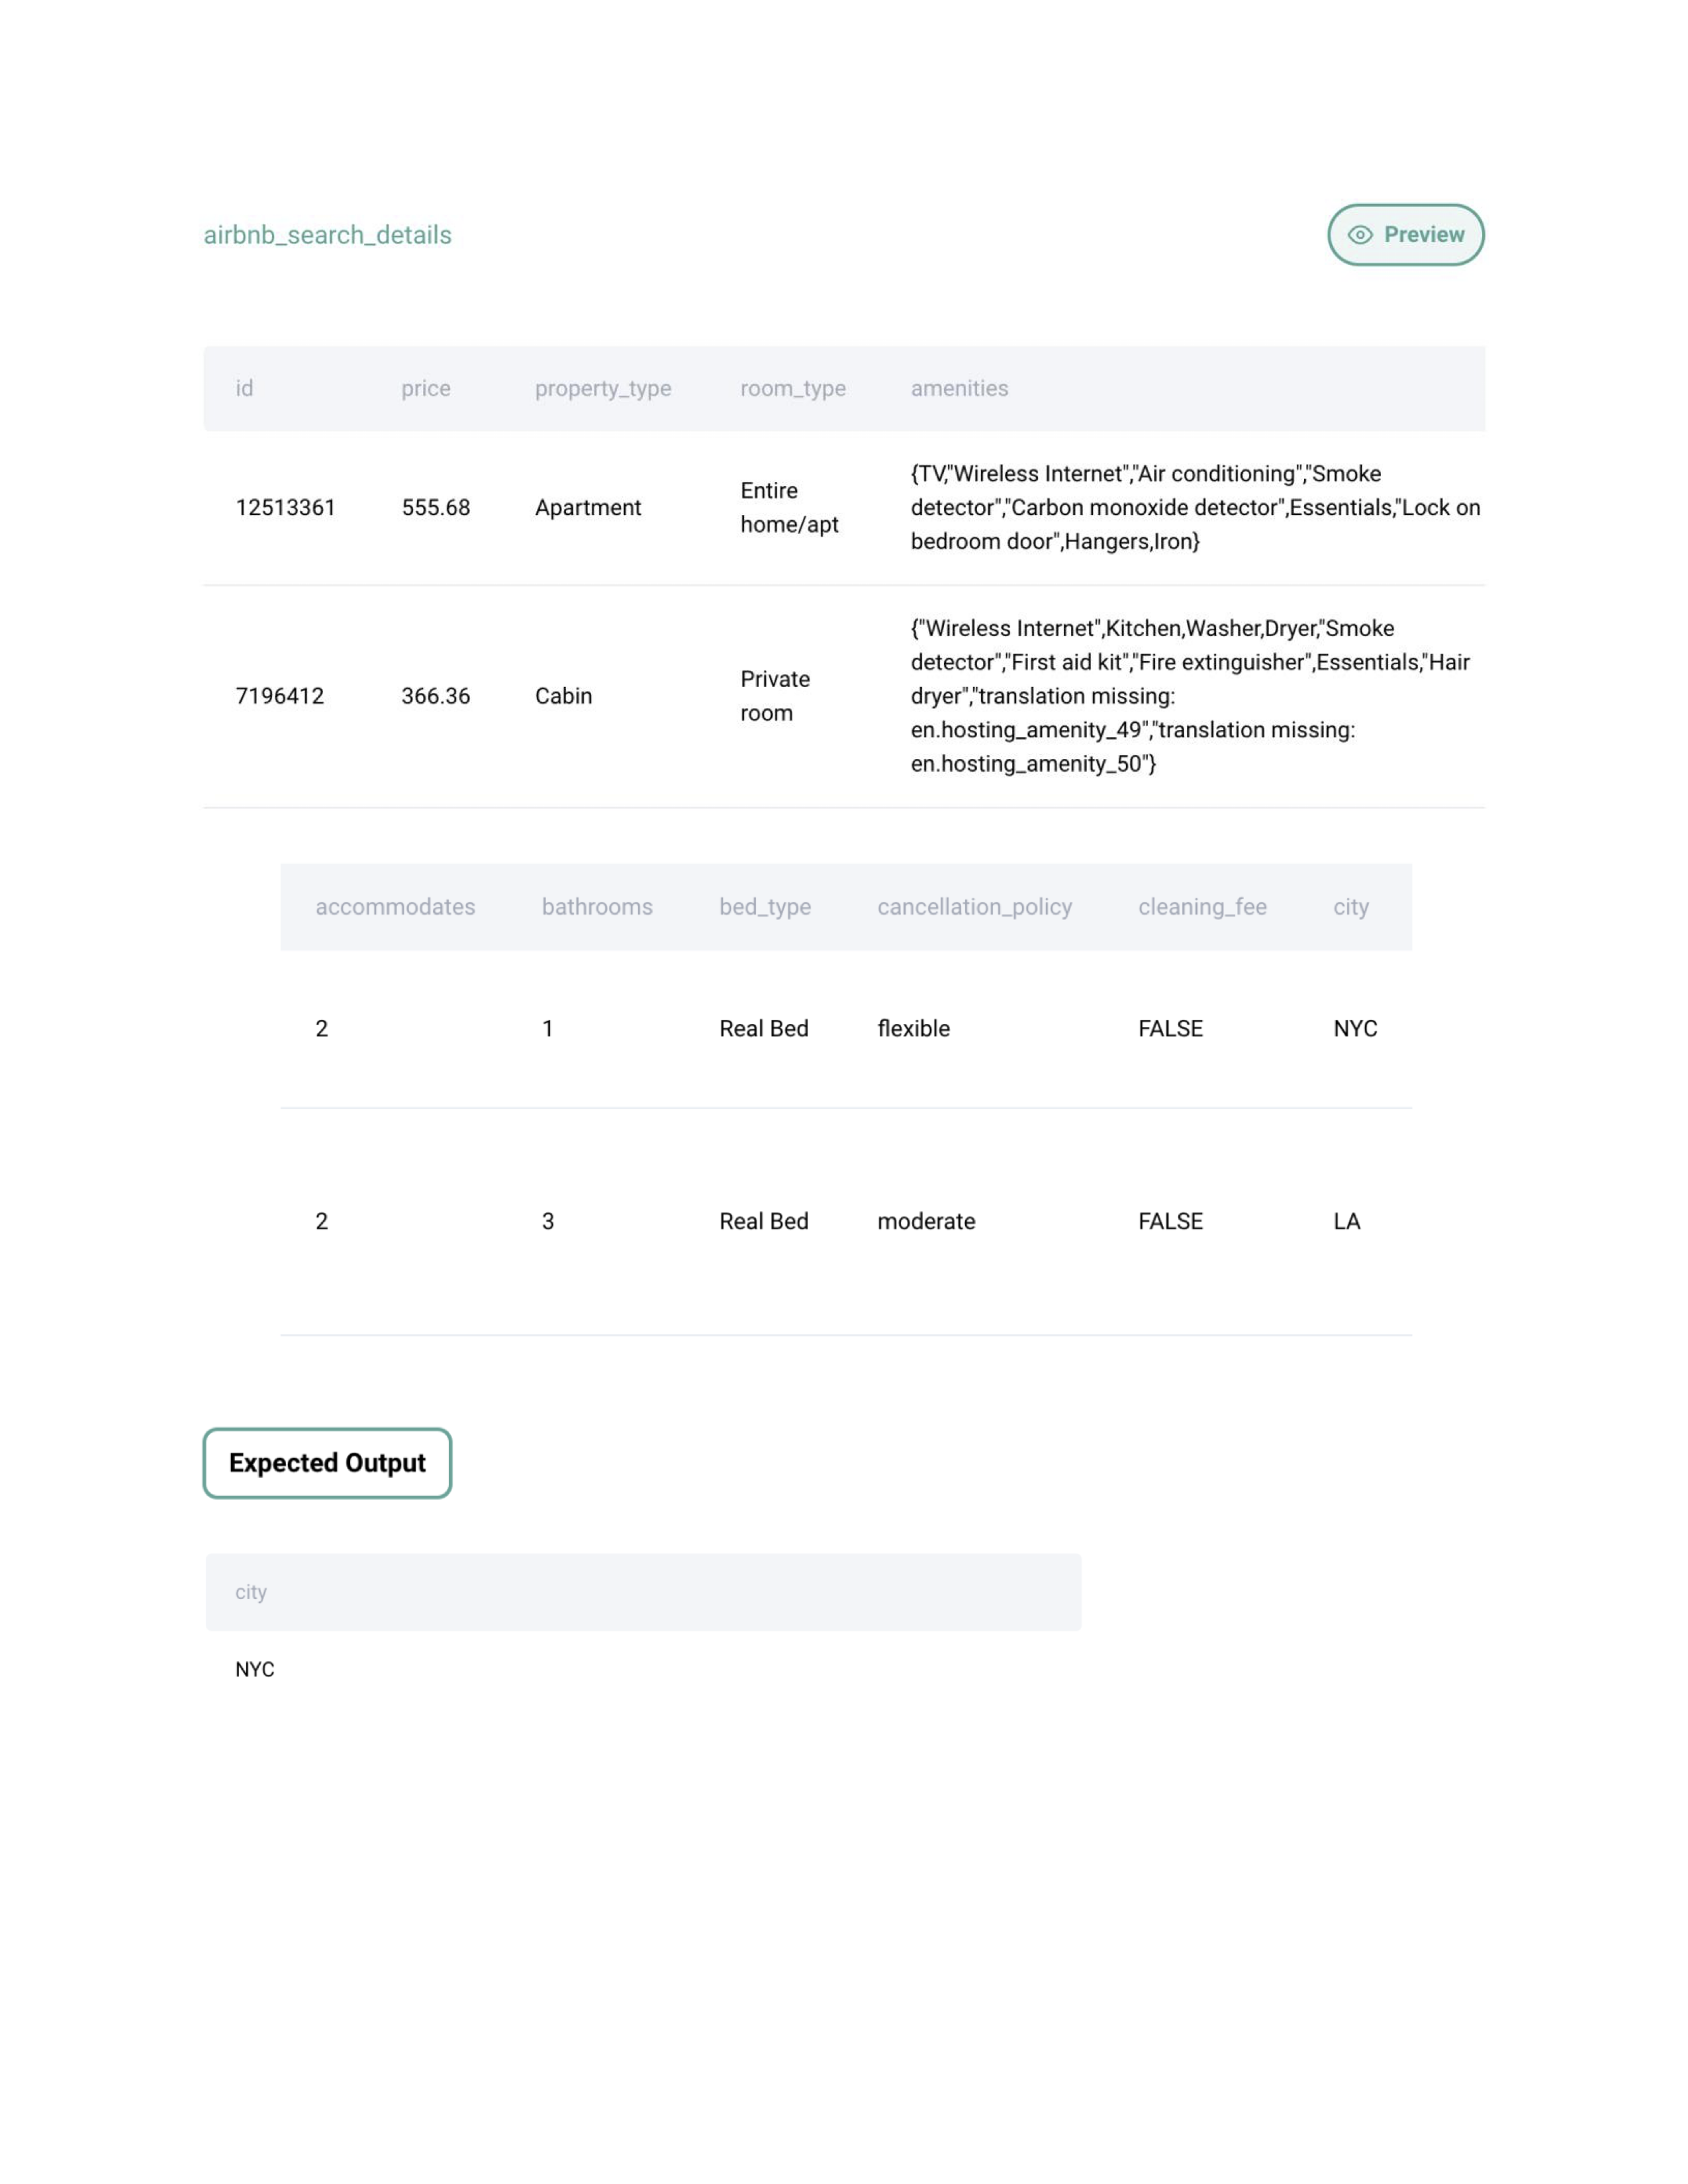 airbnb_search_details
Preview
id price property_type room_type amenities
12513361 555.68 Apartment Entire home/apt {TV,"Wireless Internet","Air conditioning","Smoke
detector","Carbon monoxide detector",Essentials,"Lock on
bedroom door",Hangers,Iron}
7196412 366.36 Cabin Private room {"Wireless Internet",Kitchen,Washer,Dryer,"Smoke
detector","First aid kit","Fire extinguisher",Essentials,"Hair
dryer","translation missing:
en.hosting_amenity_49","translation missing:
en.hosting_amenity_50"}
accommodates bathrooms bed_type cancellation_policy cleaning_fee city
2 1 Real Bed flexible FALSE NYC
2 3 Real Bed moderate FALSE LA
Expected Output
city
NYC